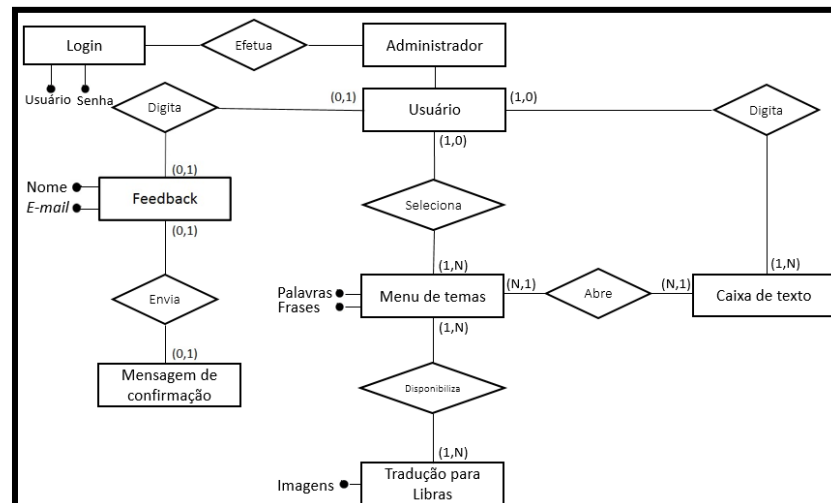 Login
Efetua
Administrador
Usuário
Senha
Digita
(0,1)
Usuário
(1,0)
Digita
(1,0)
(0,1)
Nome
E-mail
Feedback
(0,1)
Seleciona
(1,N)
(1,N)
Palavras
Frases
Menu de temas
(N,1)
Abre
(N,1)
Caixa de texto
Envia
(1,N)
(0,1)
Mensagem de
confirmação
Disponibiliza
(1,N)
Imagens
Tradução para
Libras